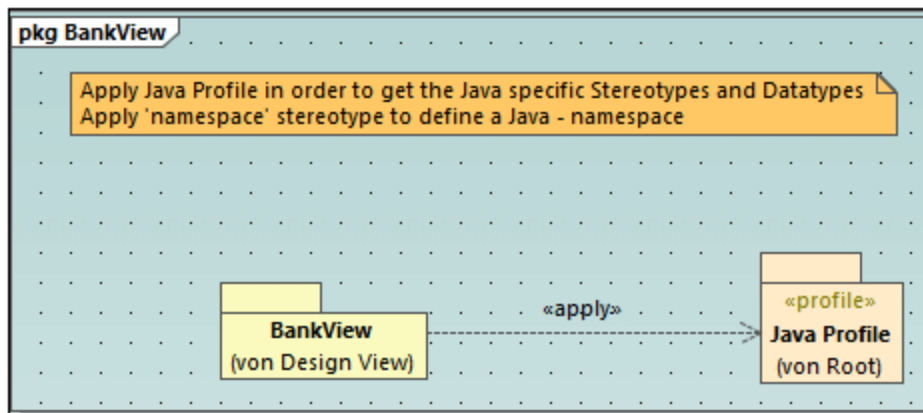 pkg BankView
Apply Java Profile in order to get the Java specific Stereotypes and Datatypes
Apply 'namespace' stereotype to define a Java - namespace
«apply»
BankView
(von Design View)
«profile»
Java Profile
(von Root)